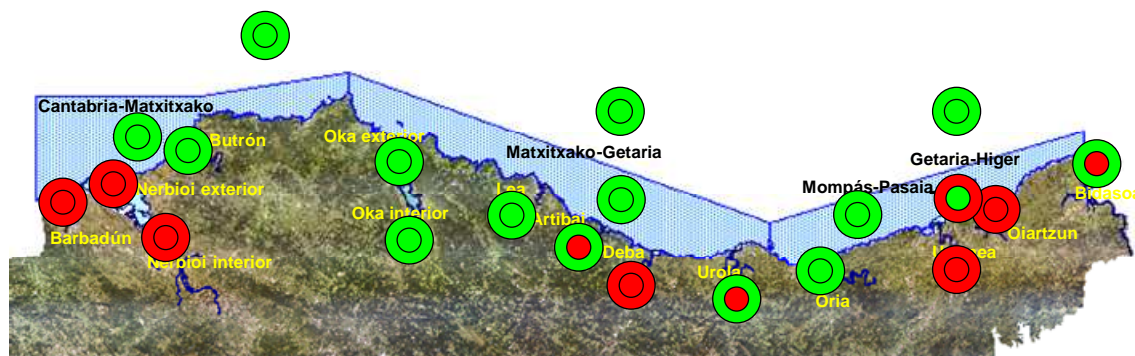 Cantabria-Matxitxako
Butrón
Oka exterior
Matxitxako-Getaria
Getaria-Higer
Mompás-Pasaia
Nerbioi exterior
Lea
Bidasoa
Oka interior
Artibai
Barbadún
Oiartzun
Nerbioi interior
Deba
Urola
Oria